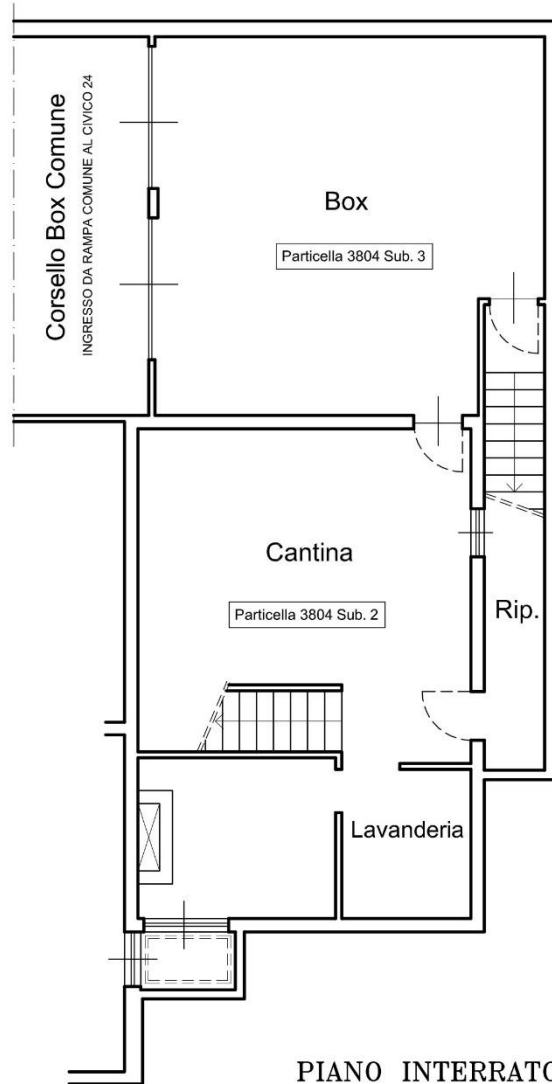 Corsello Box Comune
INGRESSO DA RAMPA COMUNE AL CIVICO 24
Box
Particella 3804 Sub. 3
Cantina
Particella 3804 Sub. 2
Rip.
Lavanderia
PIANO INTERRATO